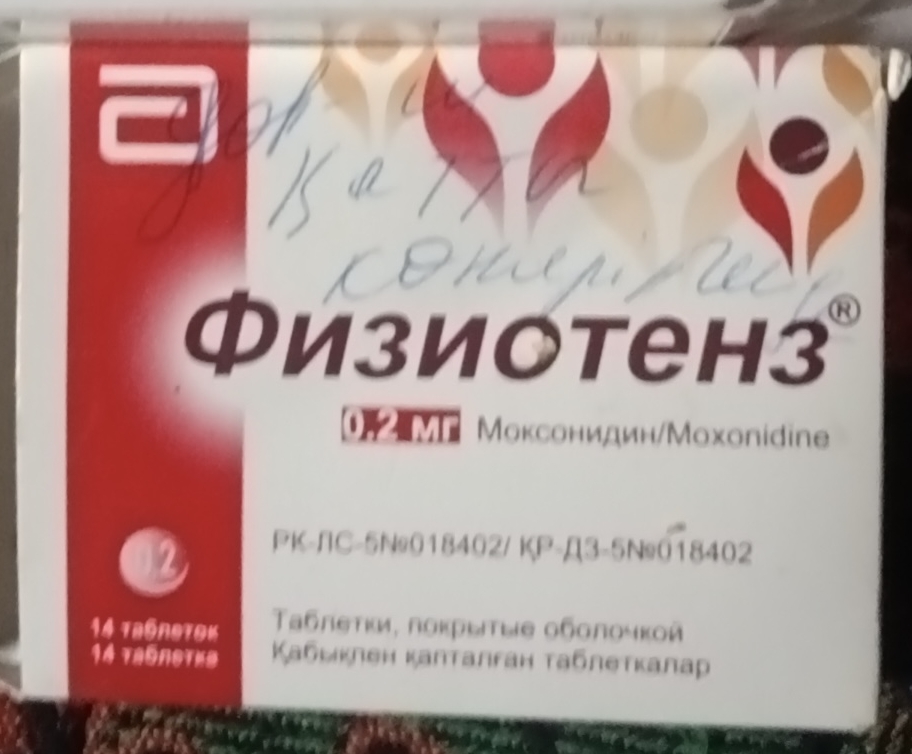 Физиотенз®
0.2 мг Моксонидин/Moxonidine
РК-ЛС-5№018402/ ҚР-ДЗ-5№018402
0.2
14 таблеток
14 таблетка
Таблетки, покрытые оболочкой
Қабықпен қапталған таблеткалар